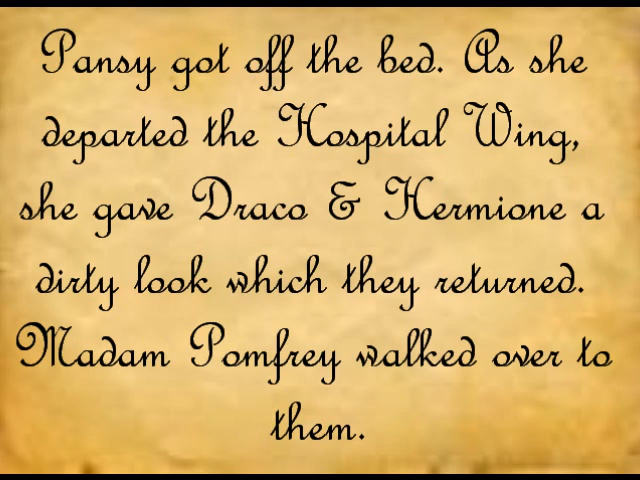 Pansy got off the bed. As she
departed the Hospital Wing,
she gave Draco & Hermione a
dirty look which they returned.
Madam Pomfrey walked over to
them.